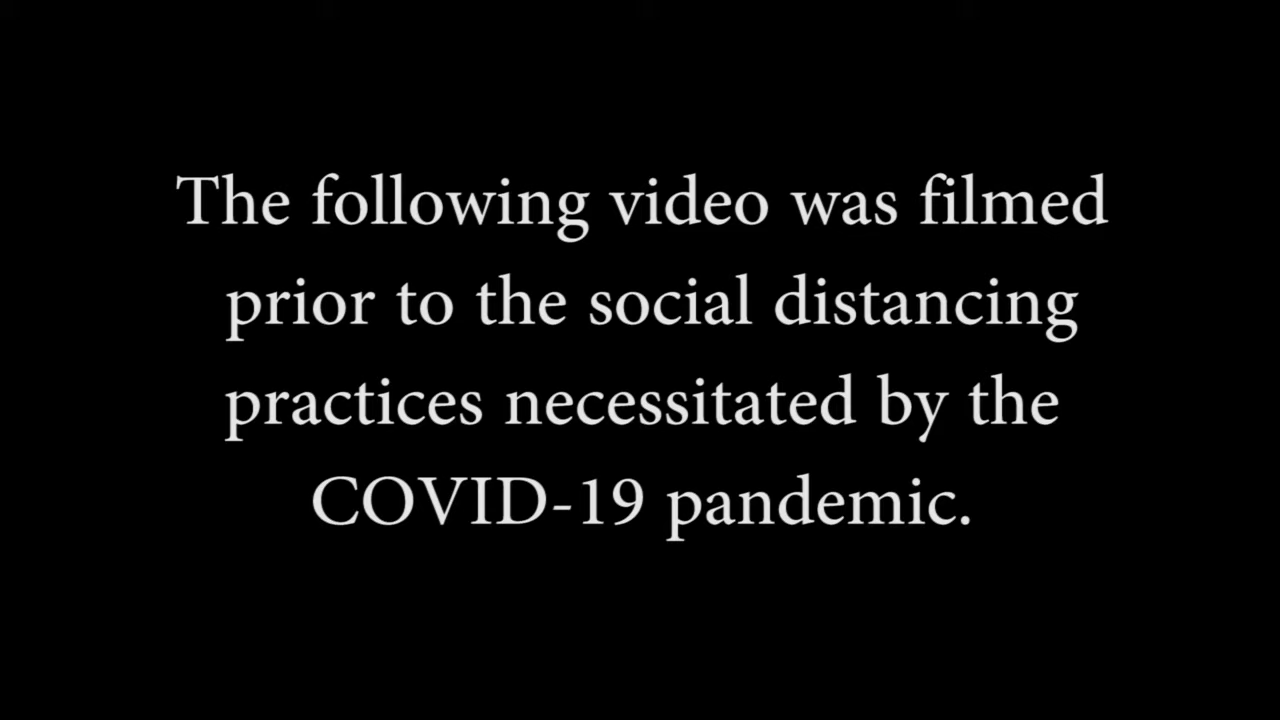 The following video was filmed
prior to the social distancing
practices necessitated by the
COVID-19 pandemic.